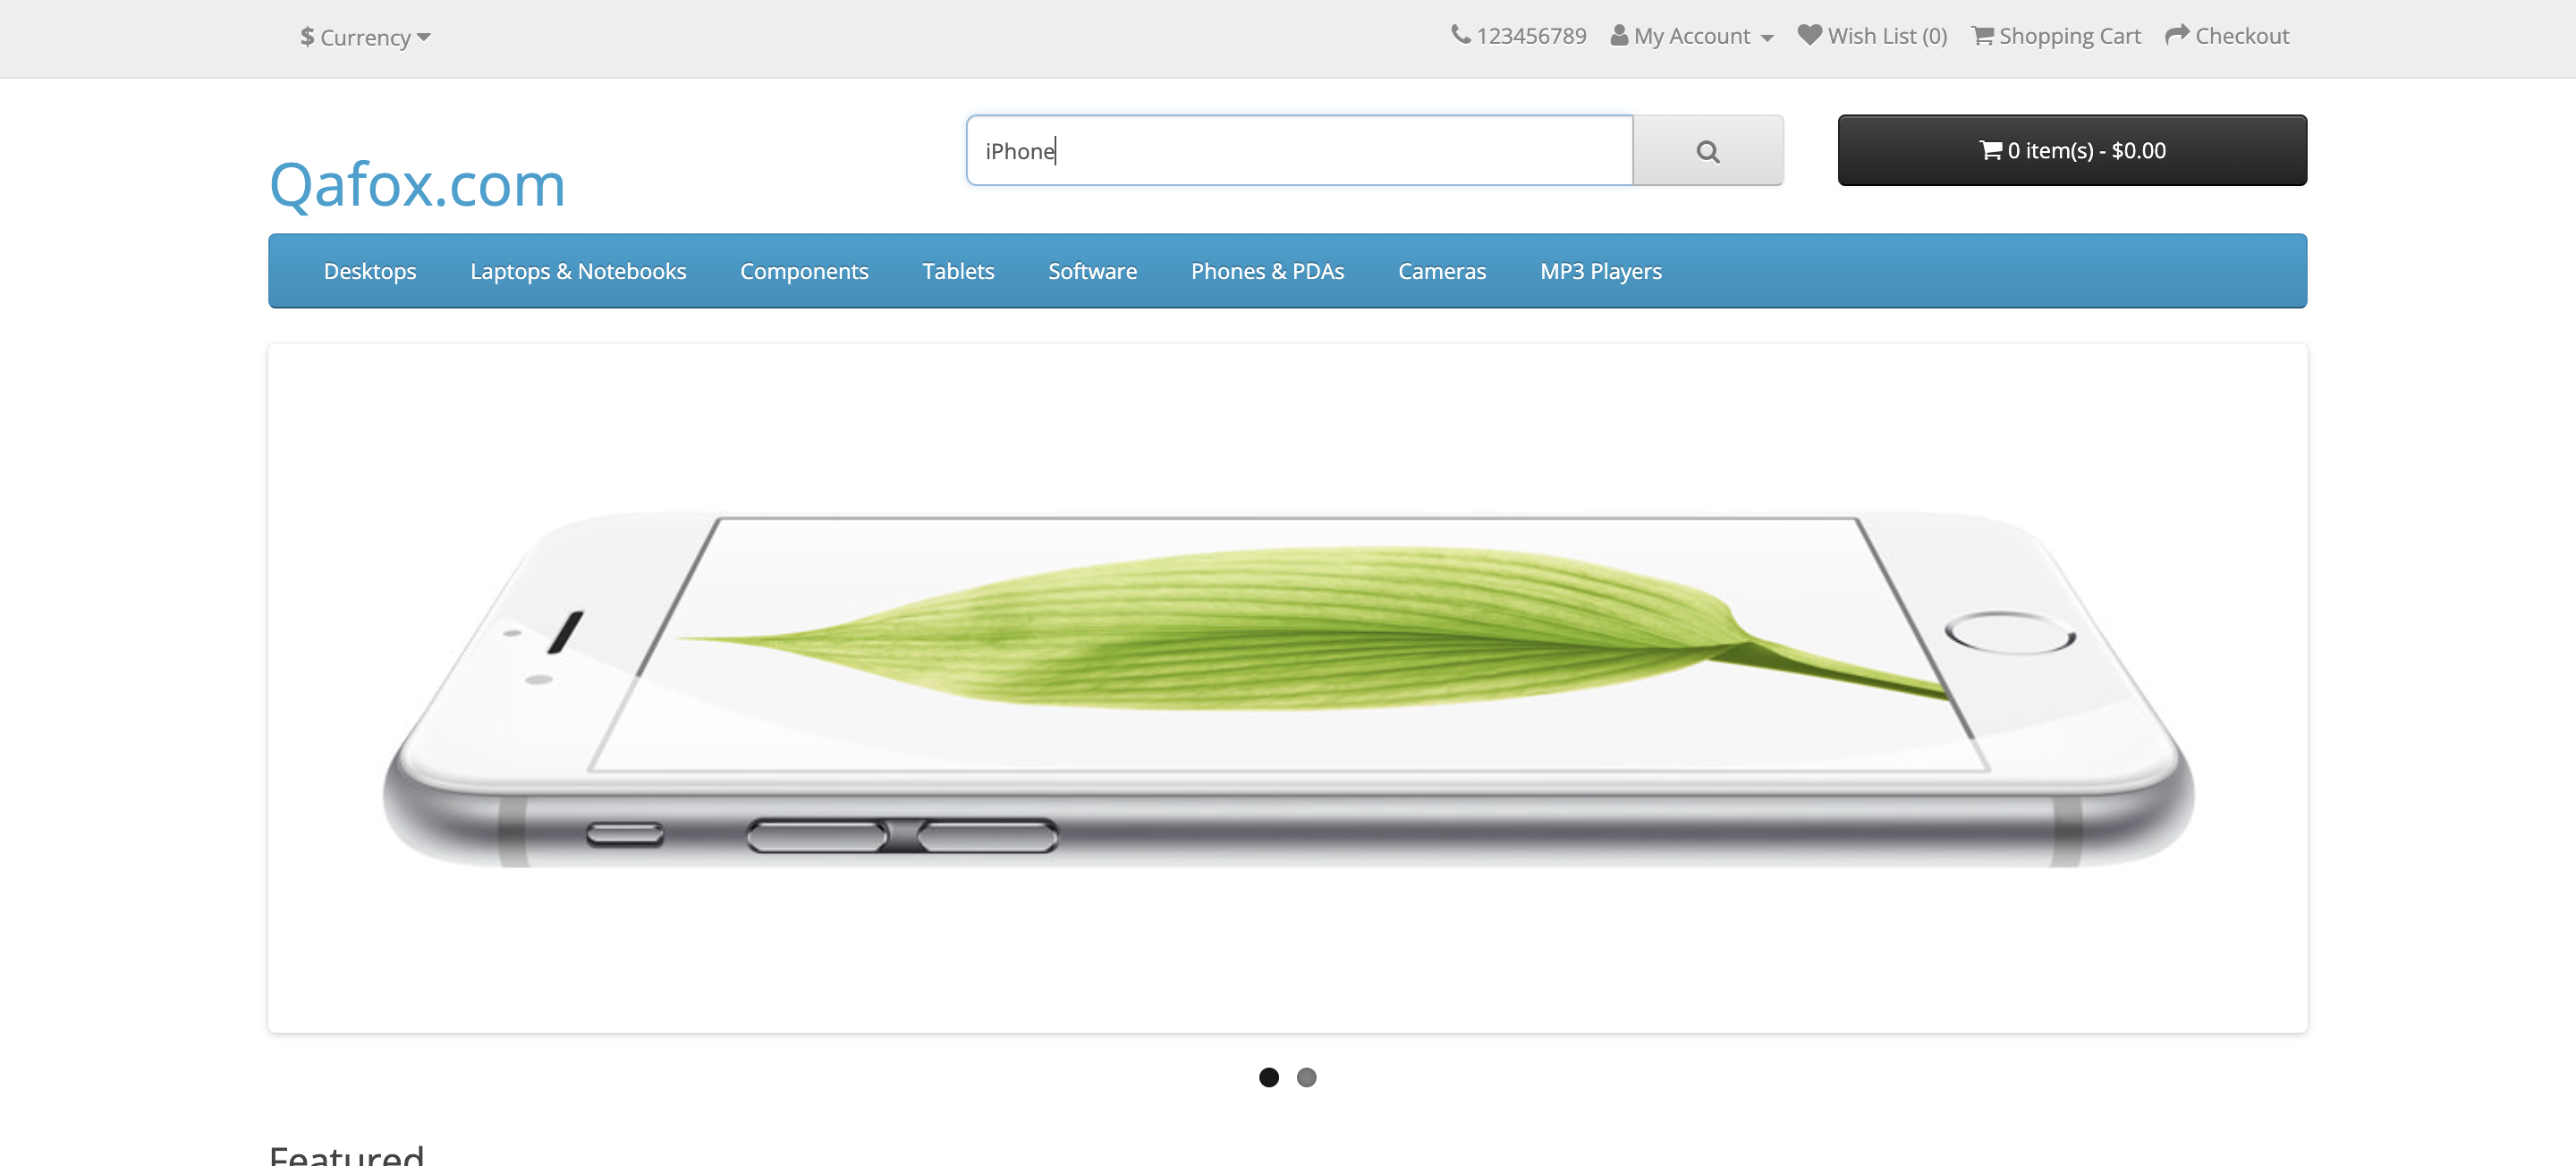 $ Currency
123456789 My Account Wish List (0) Shopping Cart Checkout
iPhone
0 item(s) - $0.00
Qafox.com
Desktops Laptops & Notebooks Components Tablets Software Phones & PDAs Cameras MP3 Players
Featured